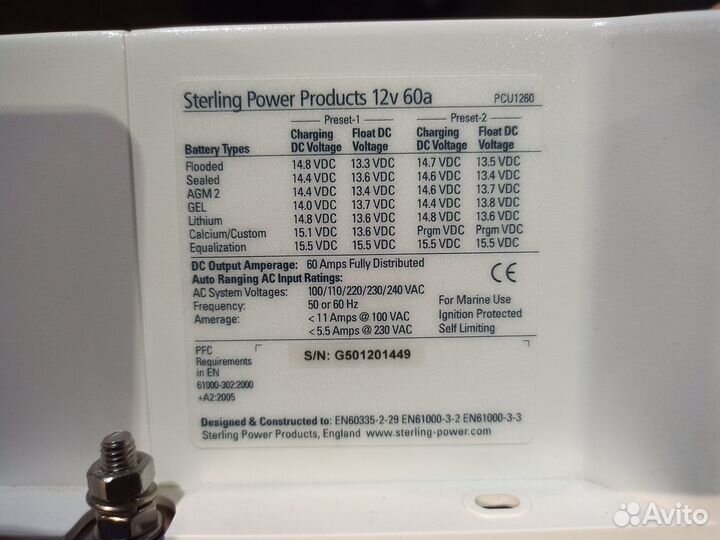 Sterling Power Products 12v 60a PCU1260
Preset-1 Preset-2
Charging Float DC Charging Float DC
Battery Types DC Voltage Voltage DC Voltage Voltage
Flooded 14.8 VDC 13.3 VDC 14.7 VDC 13.5 VDC
Sealed 14.4 VDC 13.6 VDC 14.6 VDC 13.4 VDC
AGM 2 14.4 VDC 13.4 VDC 14.6 VDC 13.7 VDC
GEL 14.0 VDC 13.7 VDC 14.4 VDC 13.8 VDC
Lithium 14.8 VDC 13.6 VDC 14.8 VDC 13.6 VDC
Calcium/Custom 15.1 VDC 13.6 VDC Prgm VDC Prgm VDC
Equalization 15.5 VDC 15.5 VDC 15.5 VDC 15.5 VDC
DC Output Amperage: 60 Amps Fully Distributed
Auto Ranging AC Input Ratings: CE
AC System Voltages: 100/110/220/230/240 VAC
Frequency: 50 or 60 Hz
Amerage: < 11 Amps @ 100 VAC
< 5.5 Amps @ 230 VAC
For Marine Use
Ignition Protected
Self Limiting
PFC
Requirements
in EN
61000-302:2000
+A2:2005
S/N: G501201449
Designed & Constructed to: EN60335-2-29 EN61000-3-2 EN61000-3-3
Sterling Power Products, England www.sterling-power.com
Avito